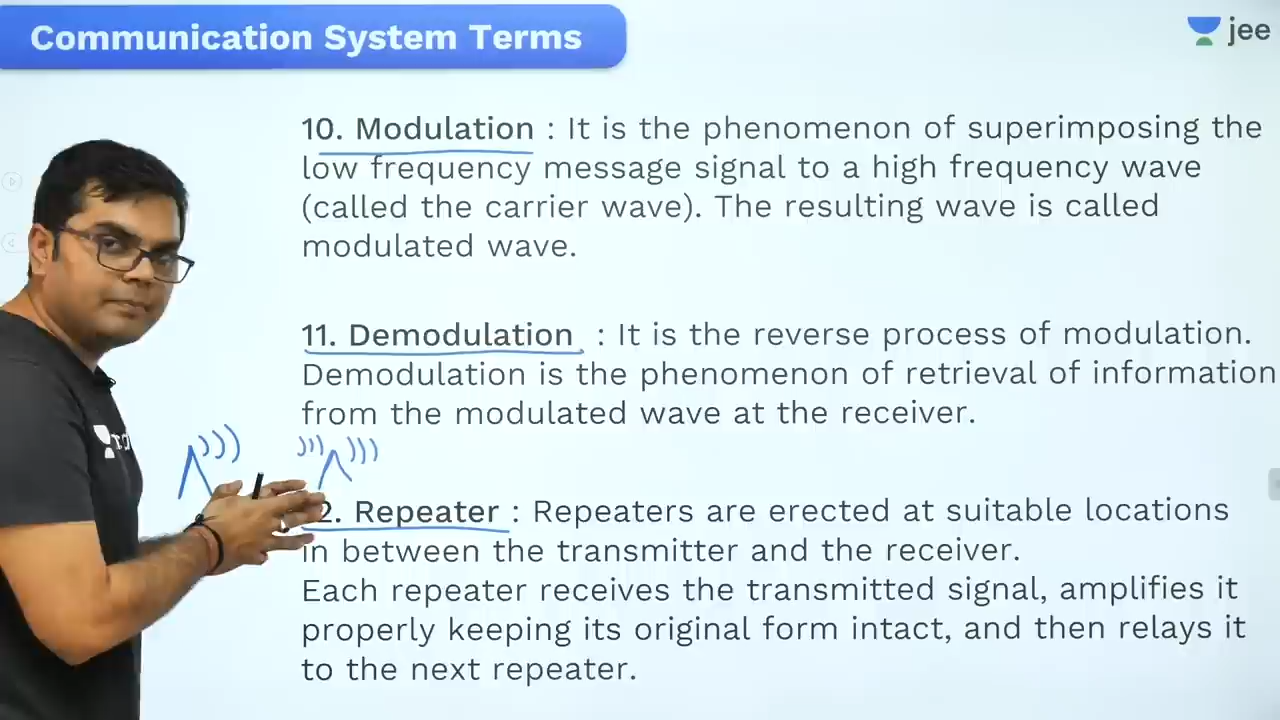 Communication System Terms
jee
10. Modulation : It is the phenomenon of superimposing the
low frequency message signal to a high frequency wave
(called the carrier wave). The resulting wave is called
modulated wave.
11. Demodulation : It is the reverse process of modulation.
Demodulation is the phenomenon of retrieval of information
from the modulated wave at the receiver.
2. Repeater : Repeaters are erected at suitable locations
in between the transmitter and the receiver.
Each repeater receives the transmitted signal, amplifies it
properly keeping its original form intact, and then relays it
to the next repeater.